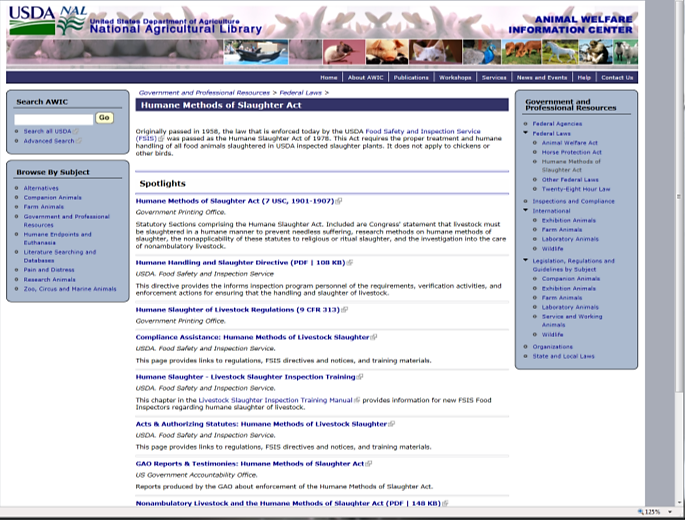 USDA NAL United States Department of Agriculture
National Agricultural Library
ANIMAL WELFARE
INFORMATION CENTER
Home | About AWIC | Publications | Workshops | Services | News and Events | Help | Contact Us
Search AWIC
Go
Search all USDA
Advanced Search
Browse By Subject
Alternatives
Companion Animals
Farm Animals
Government and Professional
Resources
Humane Endpoints and
Euthanasia
Literature Searching and
Databases
Pain and Distress
Research Animals
Zoo, Circus and Marine Animals
Government and Professional Resources > Federal Laws >
Humane Methods of Slaughter Act
Originally passed in 1958, the law that is enforced today by the USDA Food Safety and Inspection Service
(FSIS) was passed as the Humane Slaughter Act of 1978. This Act requires the proper treatment and humane
handling of all food animals slaughtered in USDA inspected slaughter plants. It does not apply to chickens or
other birds.
Spotlights
Humane Methods of Slaughter Act (7 USC, 1901-1907)
Government Printing Office.
Statutory Sections comprising the Humane Slaughter Act. Included are Congress' statement that livestock must
be slaughtered in a humane manner to prevent needless suffering, research methods on humane methods of
slaughter, the nonapplicability of these statutes to religious or ritual slaughter, and the investigation into the care
of nonambulatory livestock.
Humane Handling and Slaughter Directive (PDF | 108 KB)
USDA. Food Safety and Inspection Service
This directive provides the informs inspection program personnel of the requirements, verification activities, and
enforcement actions for ensuring that the handling and slaughter of livestock.
Humane Slaughter of Livestock Regulations (9 CFR 313)
Government Printing Office.
Compliance Assistance: Humane Methods of Livestock Slaughter
USDA. Food Safety and Inspection Service.
This page provides links to regulations, FSIS directives and notices, and training materials.
Humane Slaughter - Livestock Slaughter Inspection Training
USDA. Food Safety and Inspection Service.
This chapter in the Livestock Slaughter Inspection Training Manual provides information for new FSIS Food
Inspectors regarding humane slaughter of livestock.
Acts & Authorizing Statutes: Humane Methods of Livestock Slaughter
USDA. Food Safety and Inspection Service.
This page provides links to regulations, FSIS directives and notices, and training materials.
GAO Reports & Testimonies: Humane Methods of Slaughter Act
US Government Accountability Office.
Reports produced by the GAO about enforcement of the Humane Methods of Slaughter Act.
Nonambulatory Livestock and the Humane Methods of Slaughter Act (PDF | 148 KB)
Government and
Professional Resources
Federal Agencies
Federal Laws
Animal Welfare Act
Horse Protection Act
Humane Methods of
Slaughter Act
Other Federal Laws
Twenty-Eight Hour Law
Inspections and Compliance
International
Exhibition Animals
Farm Animals
Laboratory Animals
Wildlife
Legislation, Regulations and
Guidelines by Subject
Companion Animals
Exhibition Animals
Farm Animals
Laboratory Animals
Service and Working
Animals
Wildlife
Organizations
State and Local Laws
125%